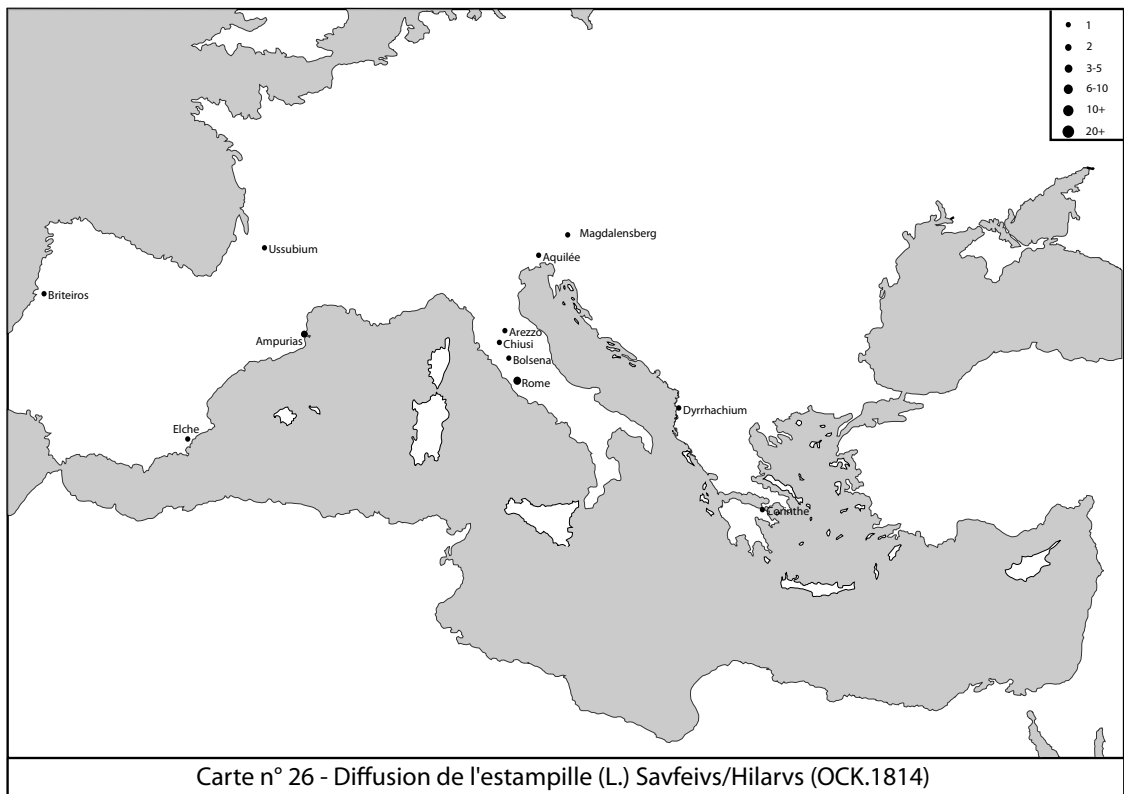 1
2
3-5
6-10
10+
20+
Magdalensberg
Ussubium
Aquilée
Briteiros
Arezzo
Ampurias
Chiusi
Bolsena
Rome
Dyrrhachium
Elche
Corinthe
Carte n° 26 - Diffusion de l'estampille (L.) Savfeivs/Hilarvs (OCK.1814)